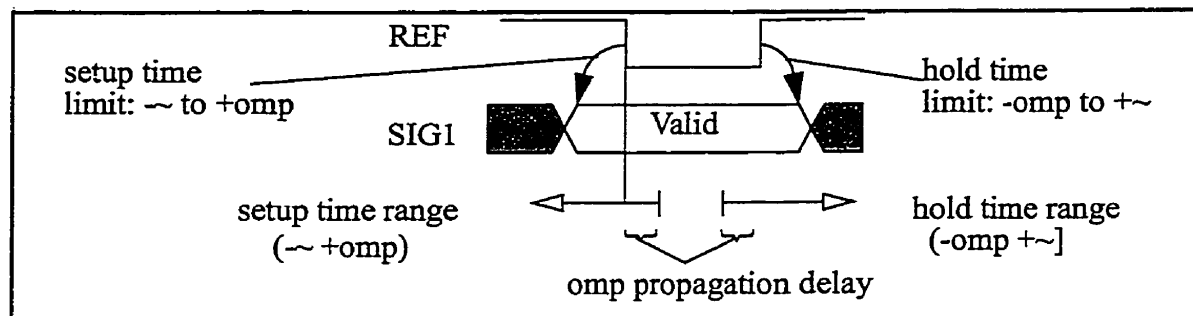 REF
setup time
limit: -~ to +omp
hold time
limit: -omp to +~
SIG1
Valid
setup time range
(-~ +omp)
hold time range
(-omp +~]
omp propagation delay